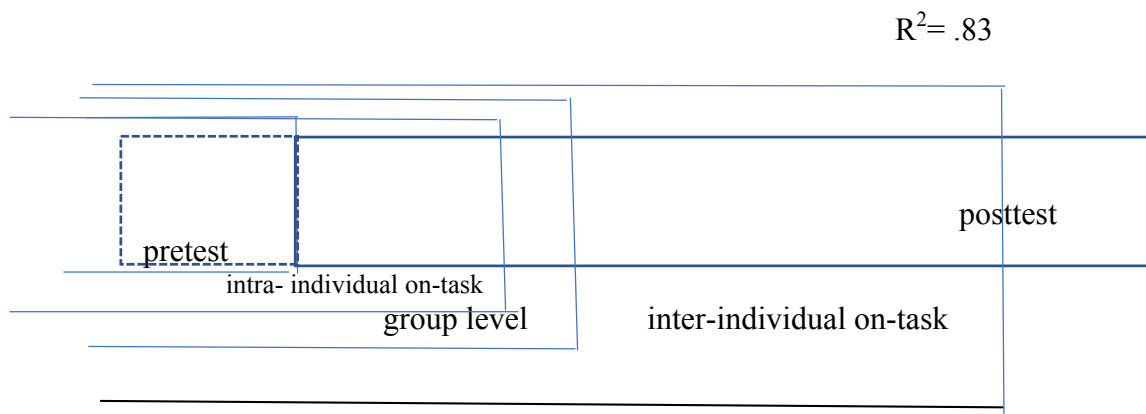 R²= .83
posttest
pretest
intra- individual on-task
group level
inter-individual on-task